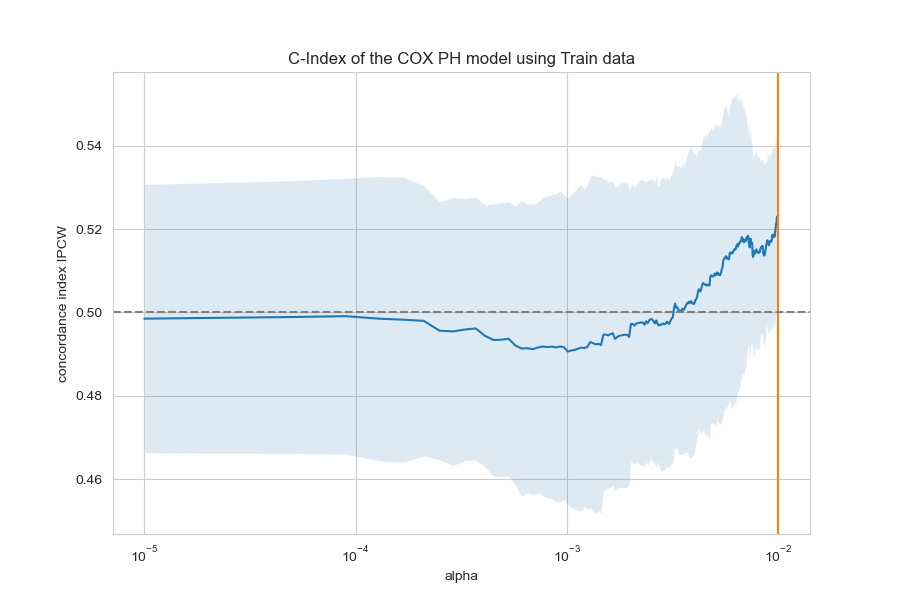 C-Index of the COX PH model using Train data
concordance index IPCW
0.54
0.52
0.50
0.48
0.46
10⁻⁵ 10⁻⁴ 10⁻³ 10⁻²
alpha